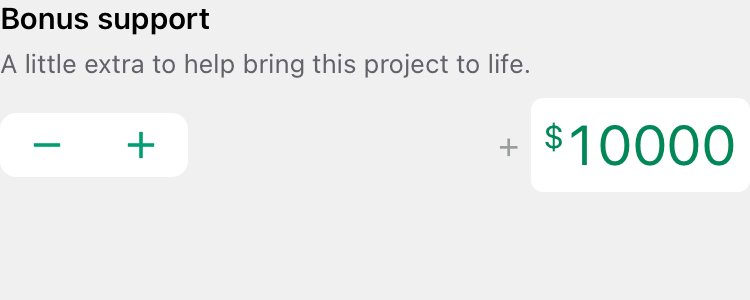 Bonus support
A little extra to help bring this project to life.
− + + $10000